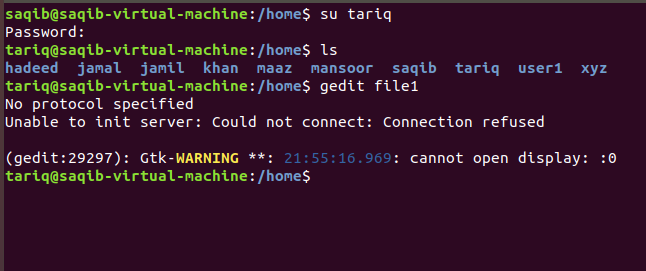 saqib@saqib-virtual-machine:/home$ su tariq
Password:
tariq@saqib-virtual-machine:/home$ ls
hadeed  jamal  jamil  khan  maaz  mansoor  saqib  tariq  user1  xyz
tariq@saqib-virtual-machine:/home$ gedit file1
No protocol specified
Unable to init server: Could not connect: Connection refused

(gedit:29297): Gtk-WARNING **: 21:55:16.969: cannot open display: :0
tariq@saqib-virtual-machine:/home$